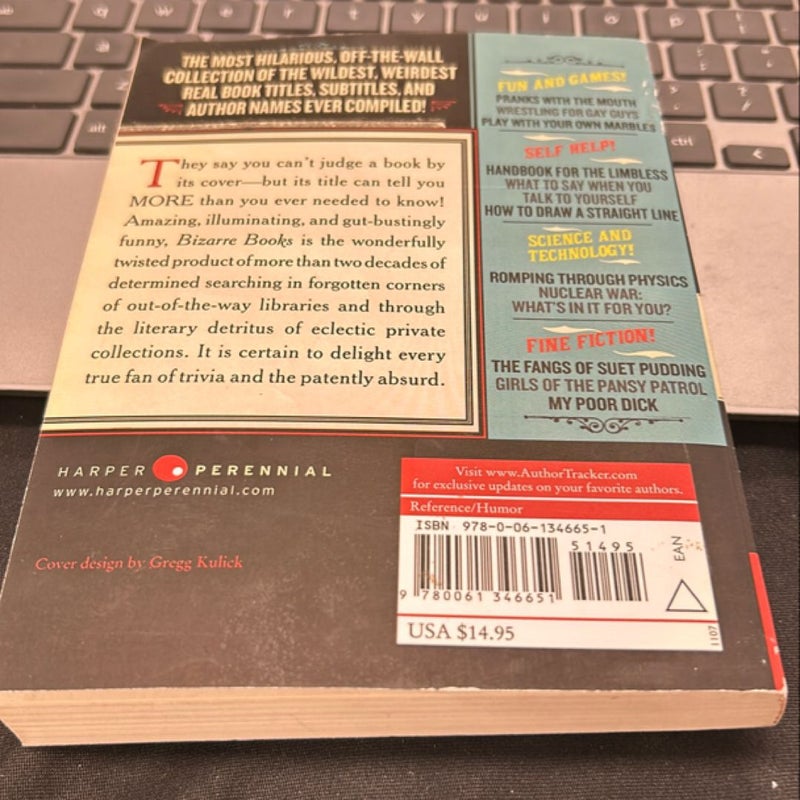 THE MOST HILARIOUS, OFF-THE-WALL
COLLECTION OF THE WILDEST, WEIRDEST
REAL BOOK TITLES, SUBTITLES, AND
AUTHOR NAMES EVER COMPILED!
They say you can't judge a book by
its cover—but its title can tell you
MORE than you ever needed to know!
Amazing, illuminating, and gut-bustingly
funny, Bizarre Books is the wonderfully
twisted product of more than two decades of
determined searching in forgotten corners
of out-of-the-way libraries and through
the literary detritus of eclectic private
collections. It is certain to delight every
true fan of trivia and the patently absurd.
FUN AND GAMES!
PRANKS WITH THE MOUTH
WRESTLING FOR GAY GUYS
PLAY WITH YOUR OWN MARBLES
SELF HELP!
HANDBOOK FOR THE LIMBLESS
WHAT TO SAY WHEN YOU
TALK TO YOURSELF
HOW TO DRAW A STRAIGHT LINE
SCIENCE AND
TECHNOLOGY!
ROMPING THROUGH PHYSICS
NUCLEAR WAR:
WHAT'S IN IT FOR YOU?
FINE FICTION!
THE FANGS OF SUET PUDDING
GIRLS OF THE PANSY PATROL
MY POOR DICK
HARPER PERENNIAL
www.harperperennial.com
Cover design by Gregg Kulick
Visit www.AuthorTracker.com
for exclusive updates on your favorite authors.
Reference/Humor
ISBN 978-0-06-134665-1
51495
EAN
9 780061 346651
USA $14.95
1107
alt
ctrl